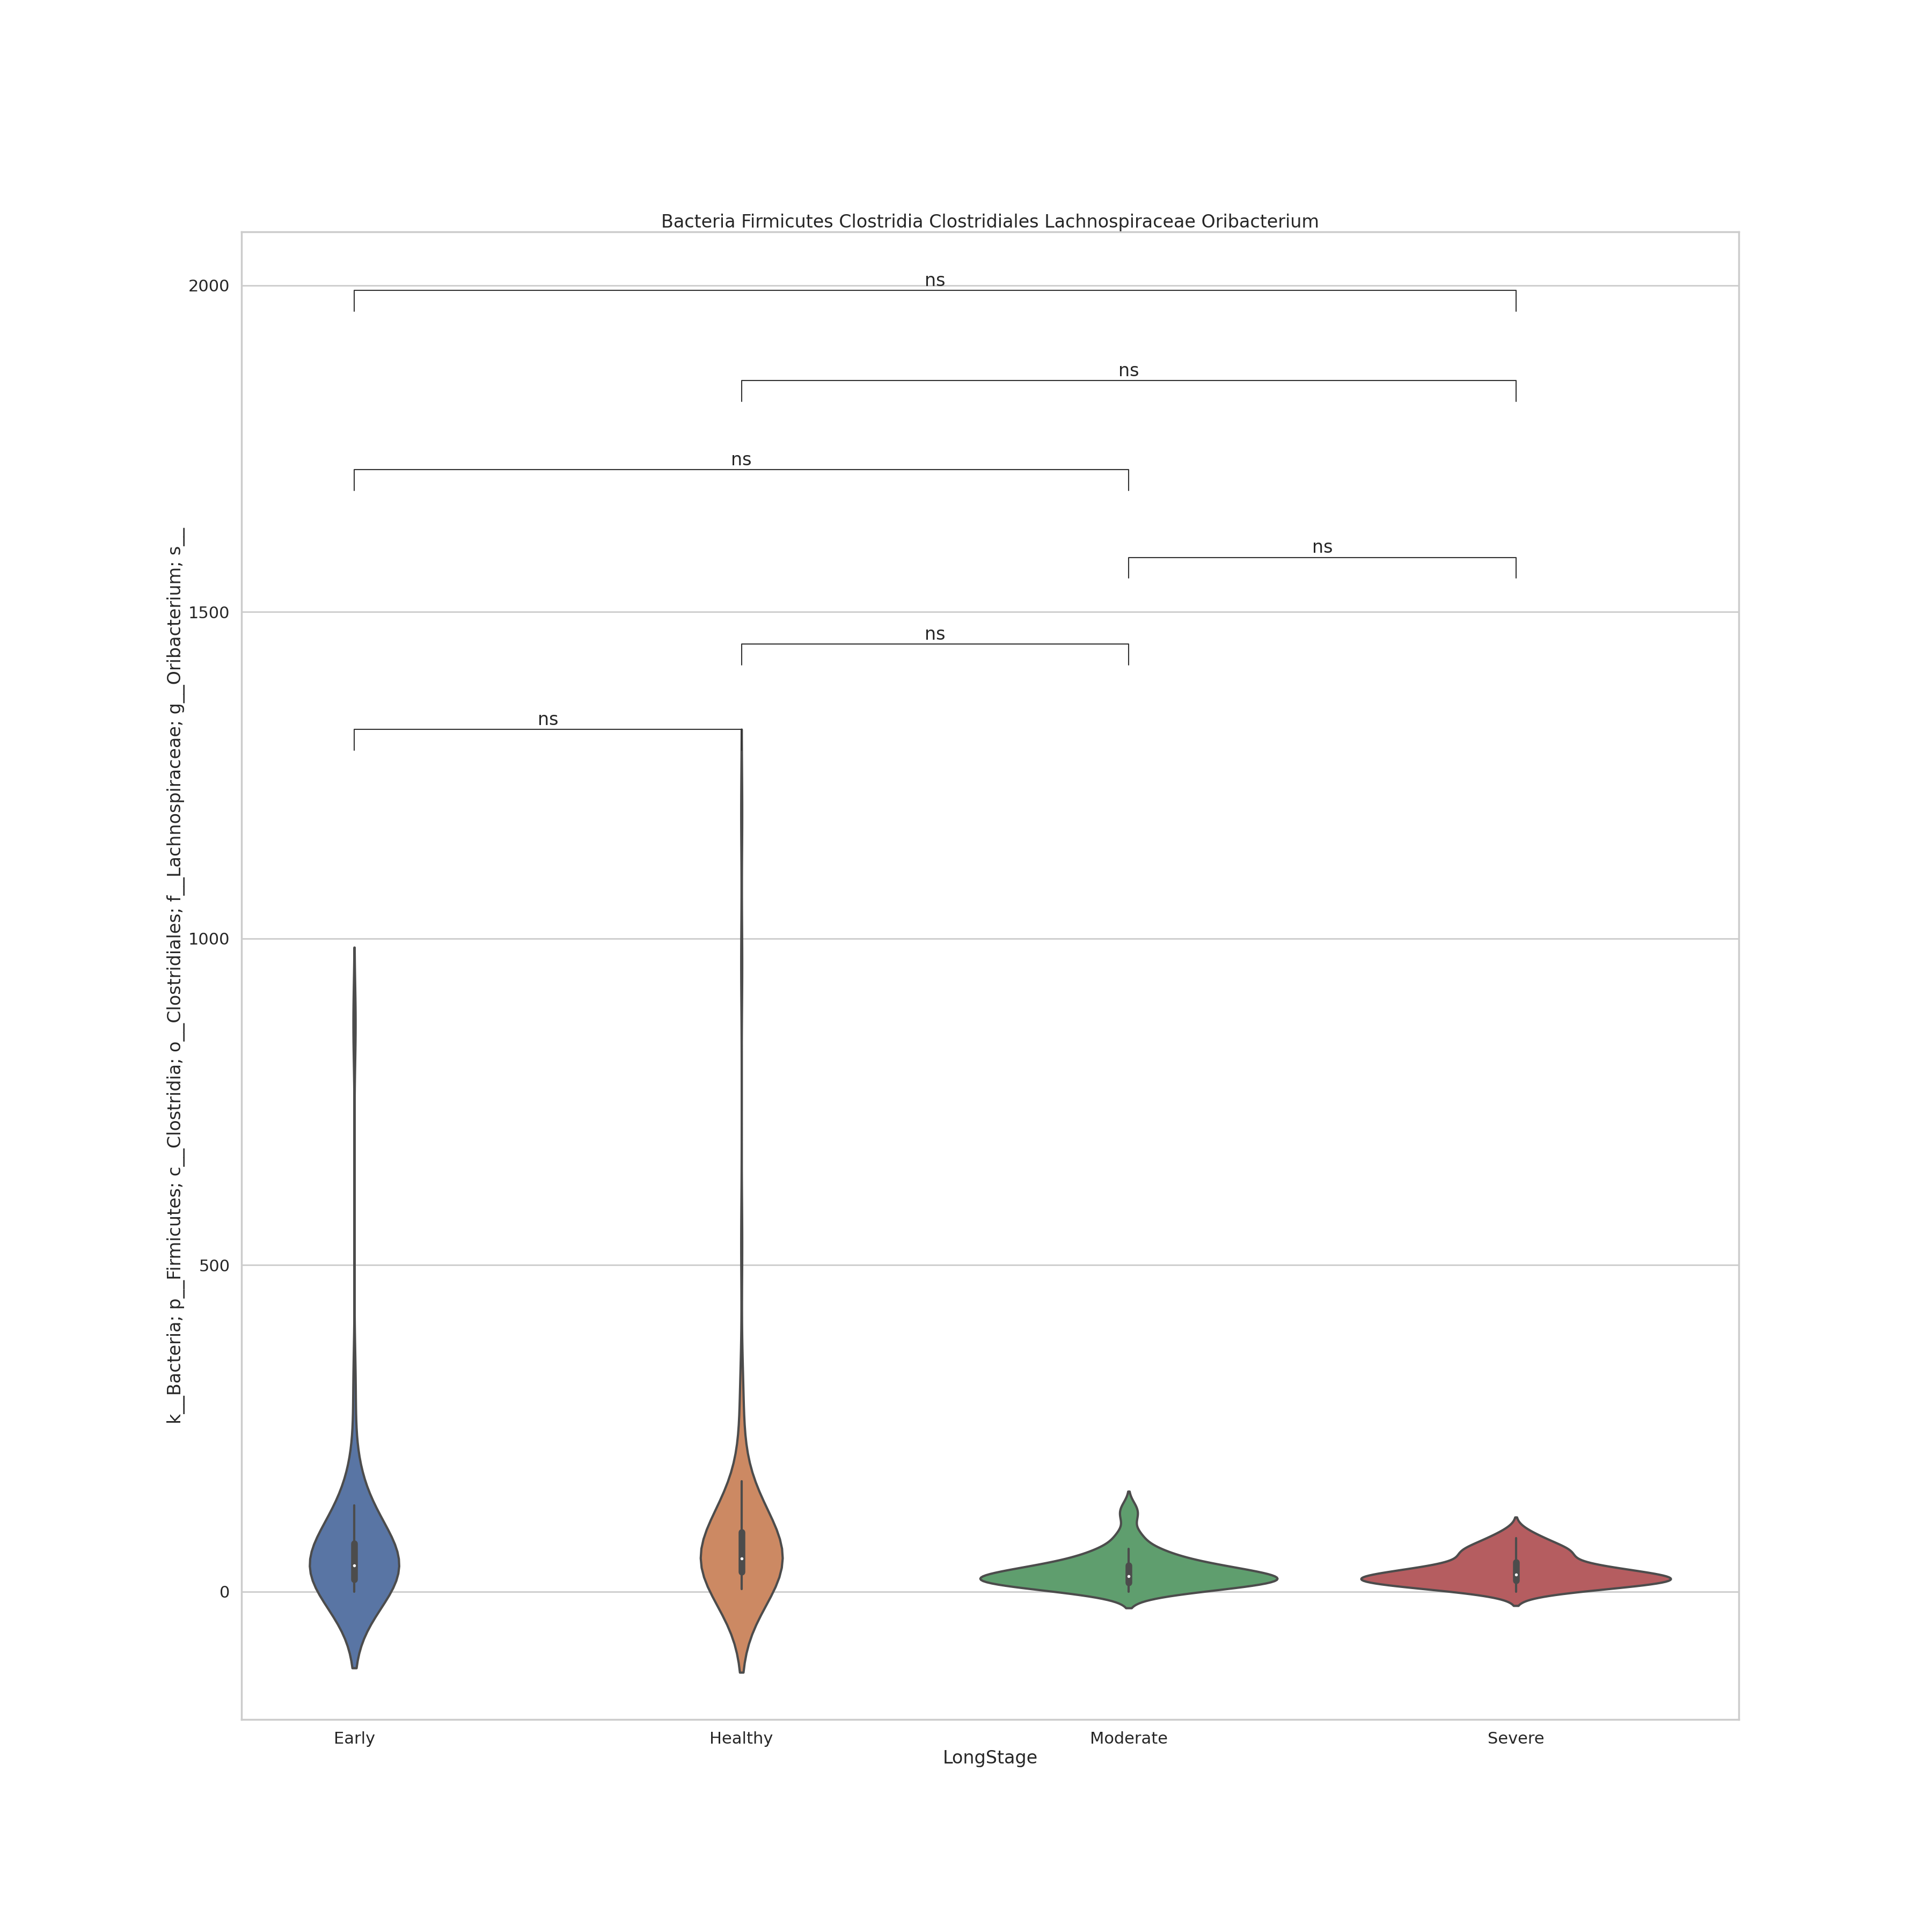 Bacteria Firmicutes Clostridia Clostridiales Lachnospiraceae Oribacterium
k__Bacteria; p__Firmicutes; c__Clostridia; o__Clostridiales; f__Lachnospiraceae; g__Oribacterium; s__
2000
1500
1000
500
0
ns
ns
ns
ns
ns
ns
Early
Healthy
Moderate
Severe
LongStage